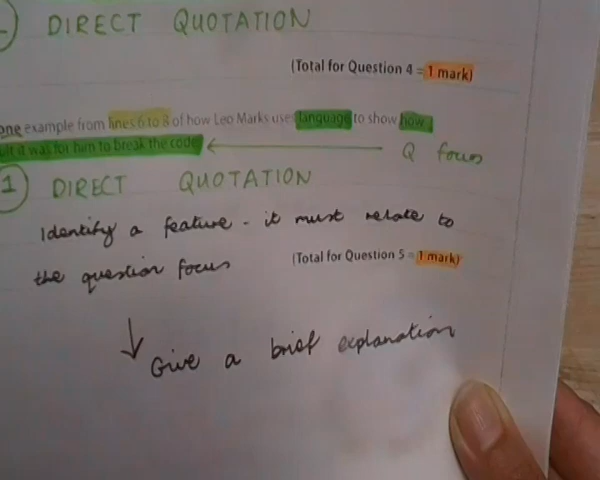 DIRECT QUOTATION
(Total for Question 4 = 1 mark)
one example from lines 6 to 8 of how Leo Marks uses language to show how
it was for him to break the code
Q focus
1 DIRECT QUOTATION
Identify a feature - it must relate to
the question focus
(Total for Question 5 = 1 mark)
Give a brief explanation